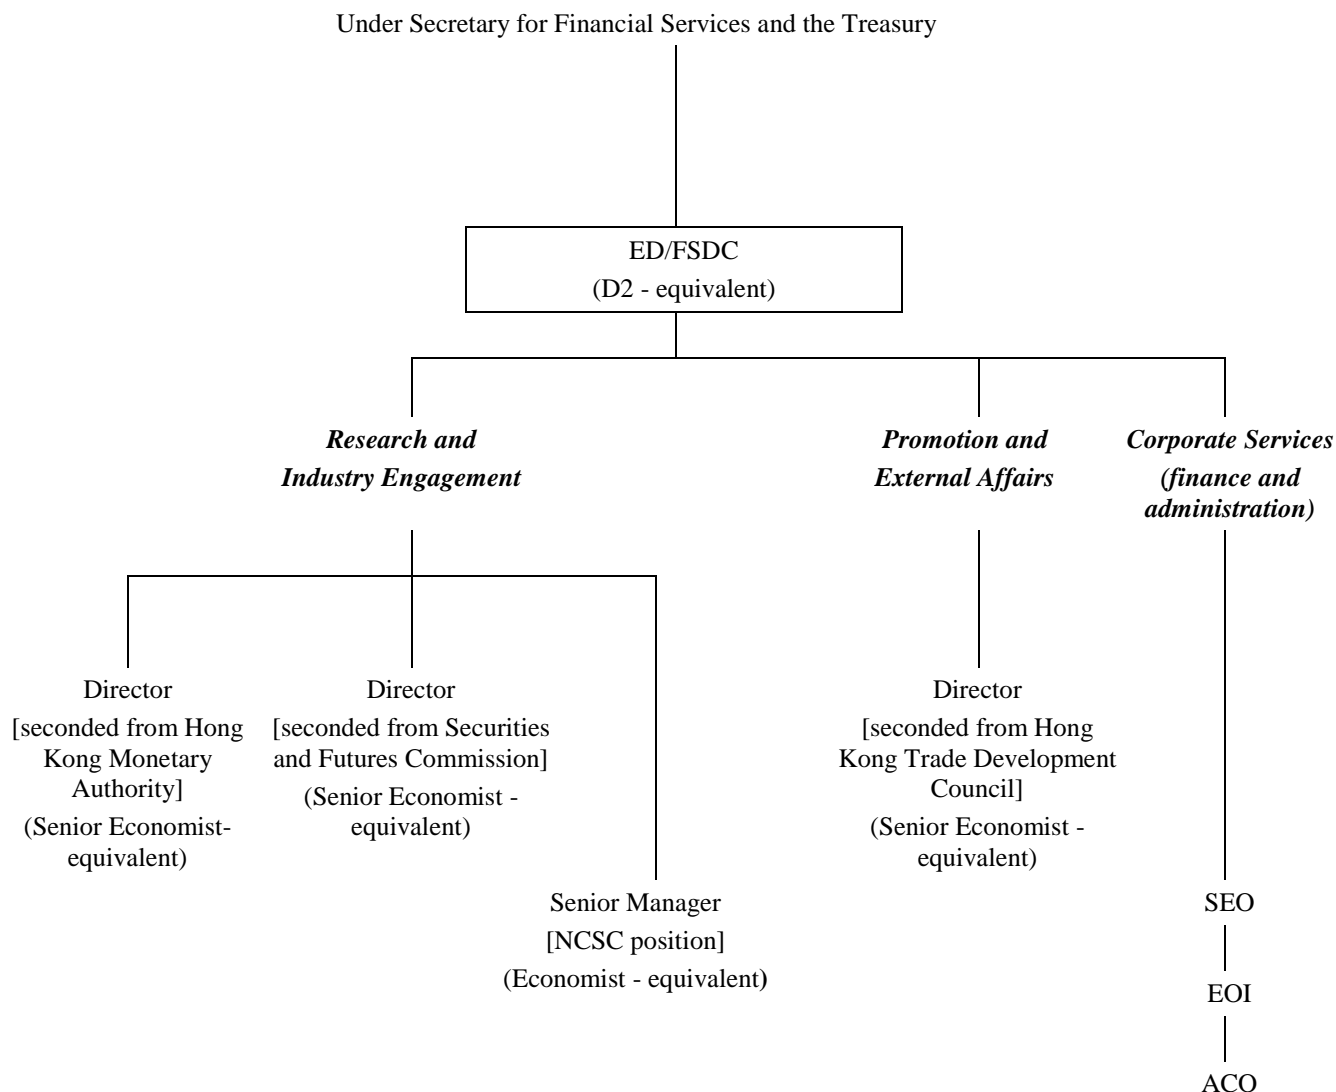 Under Secretary for Financial Services and the Treasury
ED/FSDC
(D2 - equivalent)
Research and
Industry Engagement
Promotion and
External Affairs
Corporate Services
(finance and
administration)
Director
[seconded from Hong
Kong Monetary
Authority]
(Senior Economist-
equivalent)
Director
[seconded from Securities
and Futures Commission]
(Senior Economist -
equivalent)
Senior Manager
[NCSC position]
(Economist - equivalent)
Director
[seconded from Hong
Kong Trade Development
Council]
(Senior Economist -
equivalent)
SEO
EOI
ACO